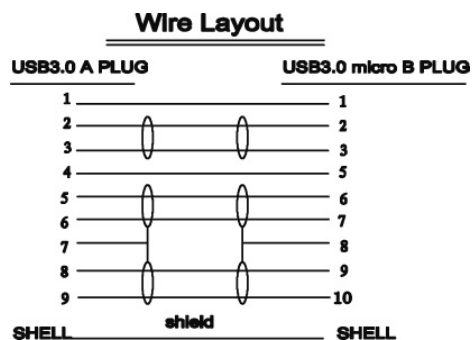 Wire Layout
USB3.0 A PLUG USB3.0 micro B PLUG
1 1
2 2
3 3
4 5
5 6
6 7
7 8
8 9
9 10
shield
SHELL SHELL